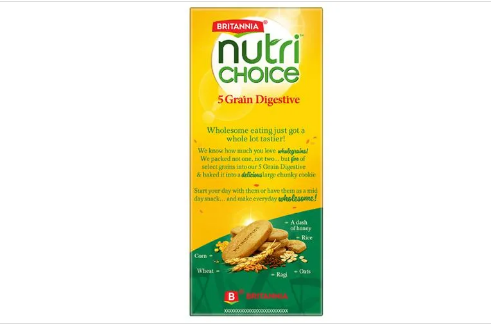 BRITANNIA
nutri
CHOICE
5 Grain Digestive
Wholesome eating just got a
whole lot tastier!
We know how much you love wholegrains!
We packed not one, not two... but five of
select grains into our 5 Grain Digestive
& baked it into a delicious large chunky cookie
Start your day with them or have them as a mid
day snack... and make everyday wholesome!
A dash
of honey
Rice
Corn
Wheat
Ragi
Oats
B BRITANNIA